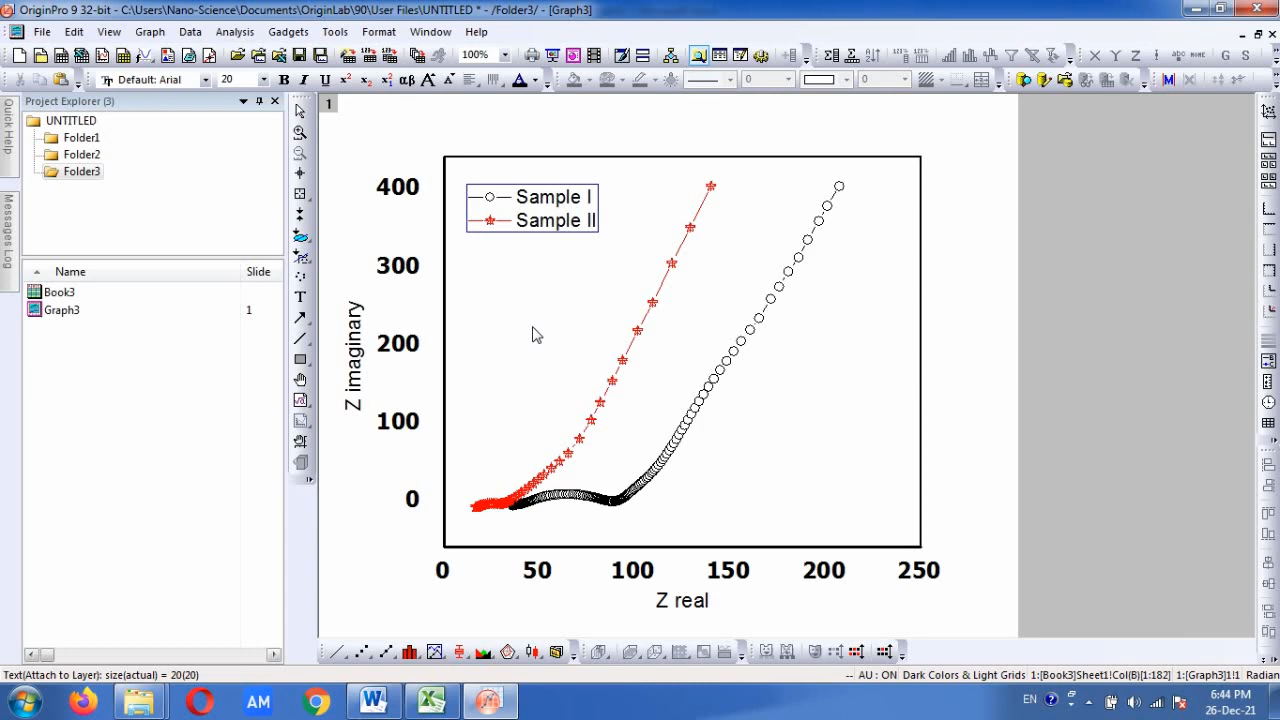 OriginPro 9 32-bit - C:\Users\Nano-Science\Documents\OriginLab\90\User Files\UNTITLED * - /Folder3/ - [Graph3]
File Edit View Graph Data Analysis Gadgets Tools Format Window Help
100%
Default: Arial 20 B I U αβ A A A 0 0
Project Explorer (3)
1
Quick Help
Messages Log
UNTITLED
Folder1
Folder2
Folder3
Name Slide
Book3
Graph3 1
Sample I
Sample II
400
300
200
100
0
Z imaginary
0 50 100 150 200 250
Z real
Text(Attach to Layer): size(actual) = 20(20)
AU : ON Dark Colors & Light Grids 1:[Book3]Sheet1!Col(B)[1:182] 1:[Graph3]1!1 Radian
AM
EN
6:44 PM
26-Dec-21